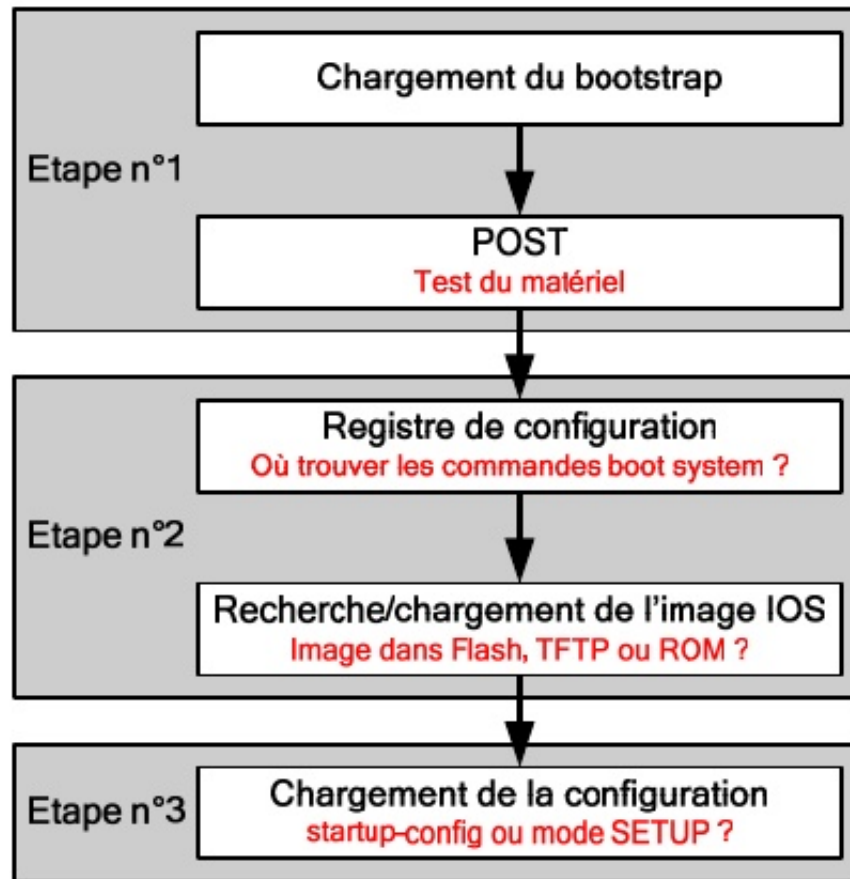 Chargement du bootstrap
Etape n°1
POST
Test du matériel
Registre de configuration
Où trouver les commandes boot system ?
Etape n°2
Recherche/chargement de l'image IOS
Image dans Flash, TFTP ou ROM ?
Chargement de la configuration
Etape n°3
startup-config ou mode SETUP ?